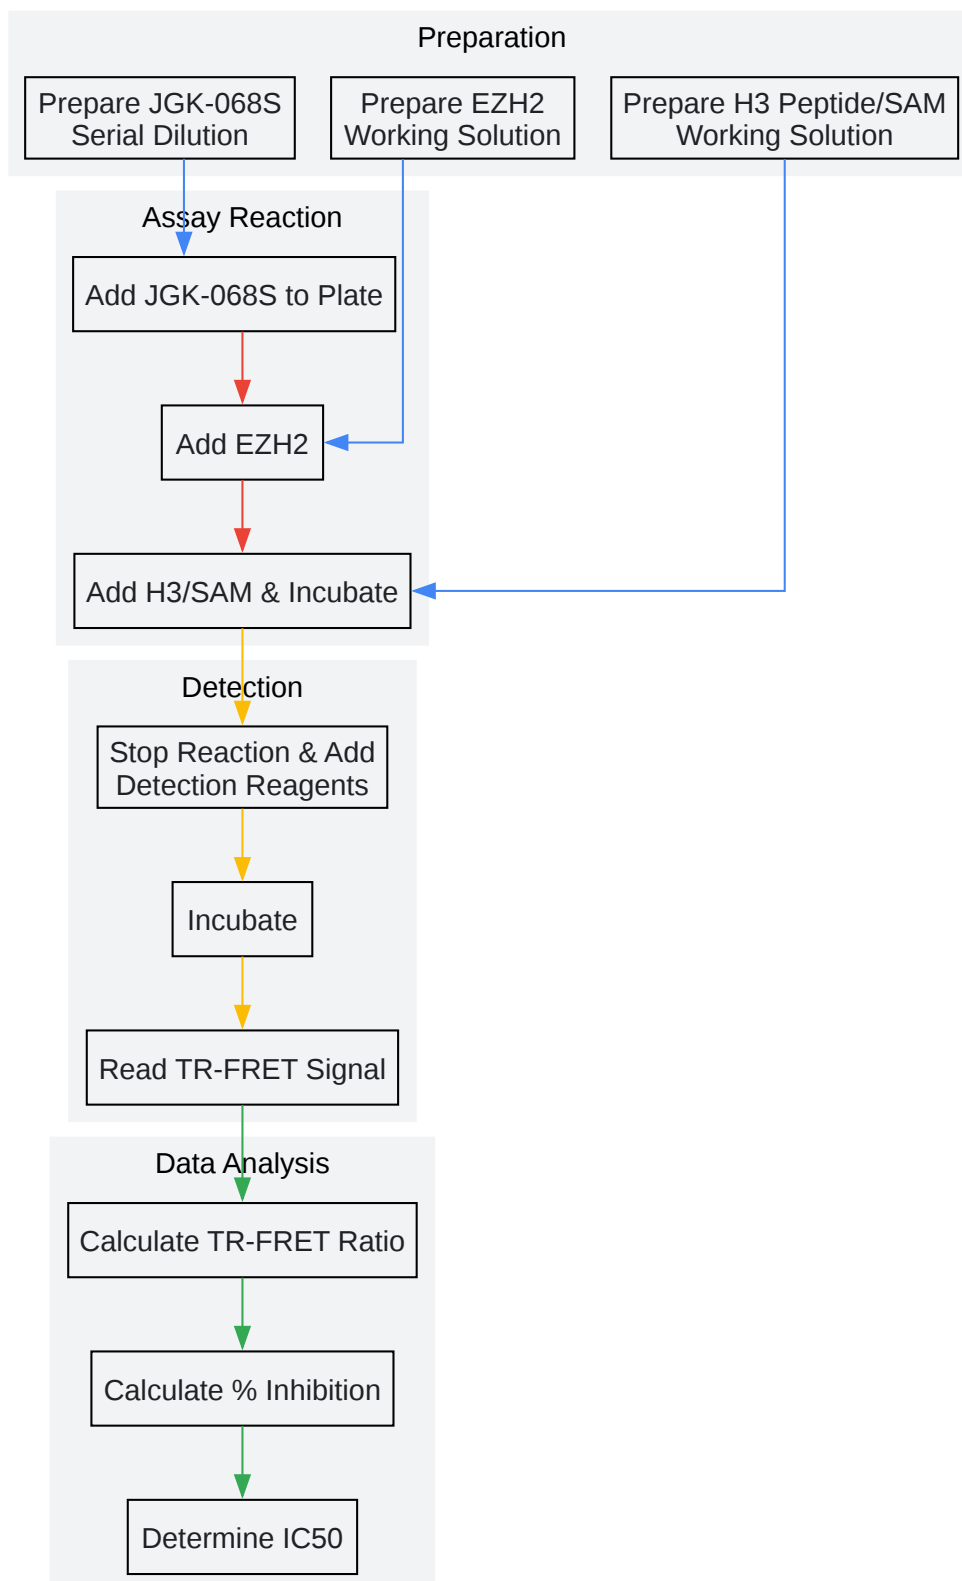 Preparation
Prepare JGK-068S
Serial Dilution
Prepare EZH2
Working Solution
Prepare H3 Peptide/SAM
Working Solution
Assay Reaction
Add JGK-068S to Plate
Add EZH2
Add H3/SAM & Incubate
Detection
Stop Reaction & Add
Detection Reagents
Incubate
Read TR-FRET Signal
Data Analysis
Calculate TR-FRET Ratio
Calculate % Inhibition
Determine IC50